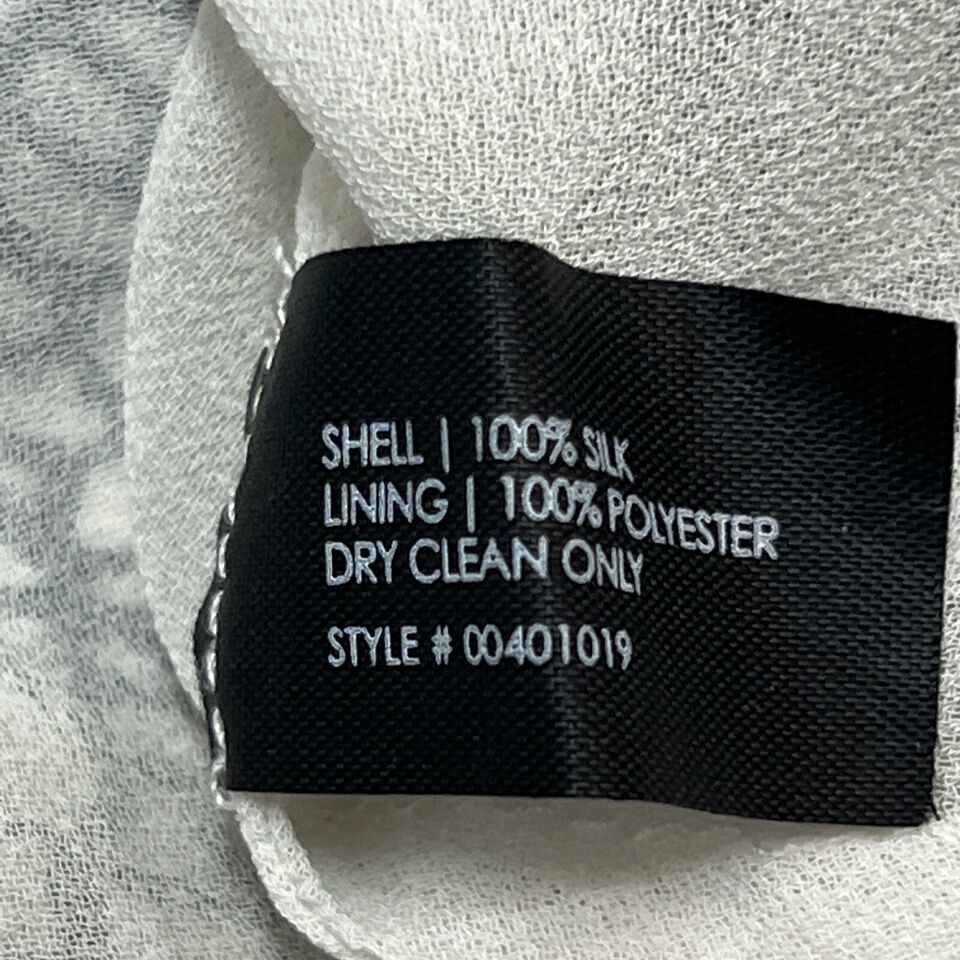 SHELL | 100% SILK
LINING | 100% POLYESTER
DRY CLEAN ONLY
STYLE # 00401019